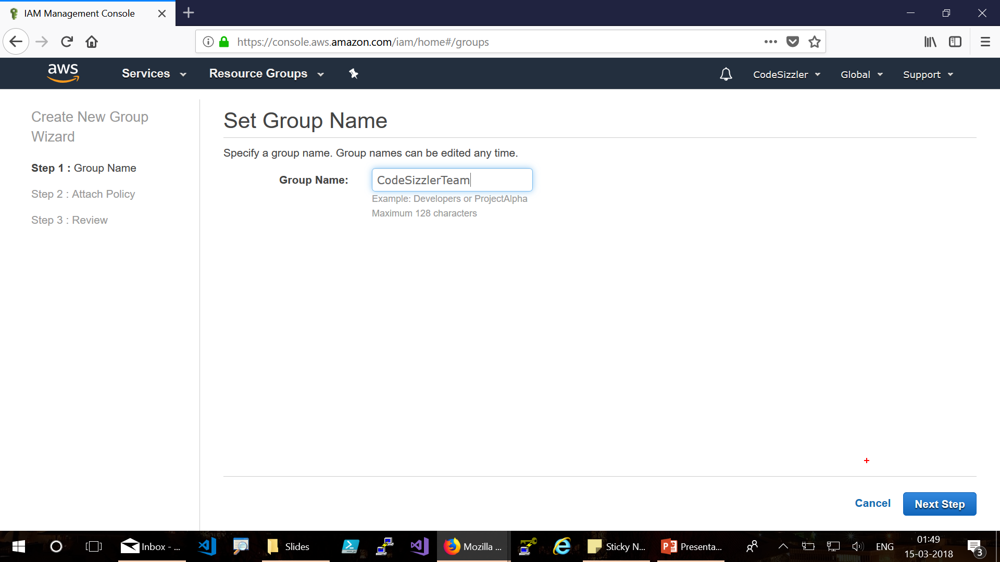 IAM Management Console
https://console.aws.amazon.com/iam/home#/groups
aws
Services
Resource Groups
CodeSizzler
Global
Support
Create New Group
Wizard
Step 1 : Group Name
Step 2 : Attach Policy
Step 3 : Review
Set Group Name
Specify a group name. Group names can be edited any time.
Group Name:
CodeSizzlerTeam
Example: Developers or ProjectAlpha
Maximum 128 characters
Cancel
Next Step
Inbox - ...
Slides
Mozilla ...
Sticky N...
Presenta...
ENG
01:49
15-03-2018
3